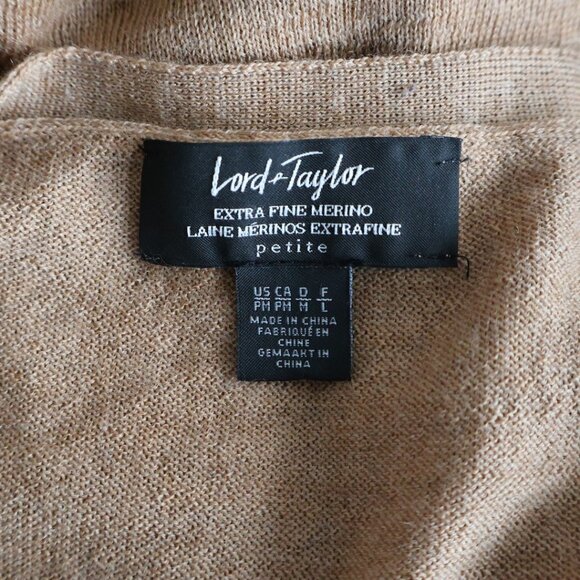 Lord + Taylor
EXTRA FINE MERINO
LAINE MÉRINOS EXTRAFINE
petite
US CA D F
PM PM M L
MADE IN CHINA
FABRIQUÉ EN
CHINE
GEMAAKT IN
CHINA